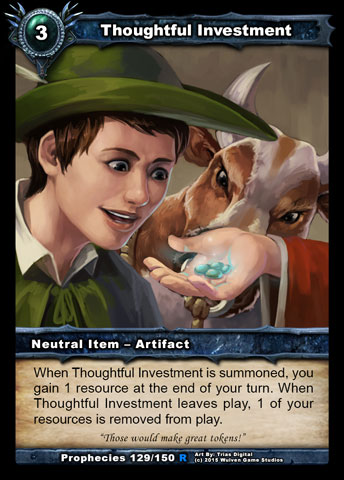 3
Thoughtful Investment
Neutral Item – Artifact
When Thoughtful Investment is summoned, you
gain 1 resource at the end of your turn. When
Thoughtful Investment leaves play, 1 of your
resources is removed from play.
“Those would make great tokens!”
Prophecies 129/150 R
Art By: Trias Digital
(c) 2015 Wulven Game Studios